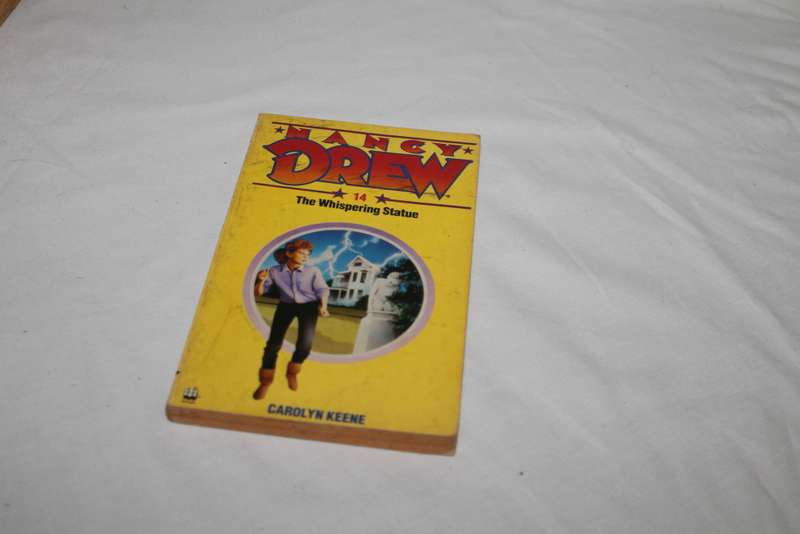 NANCY
DREW
14
The Whispering Statue
CAROLYN KEENE